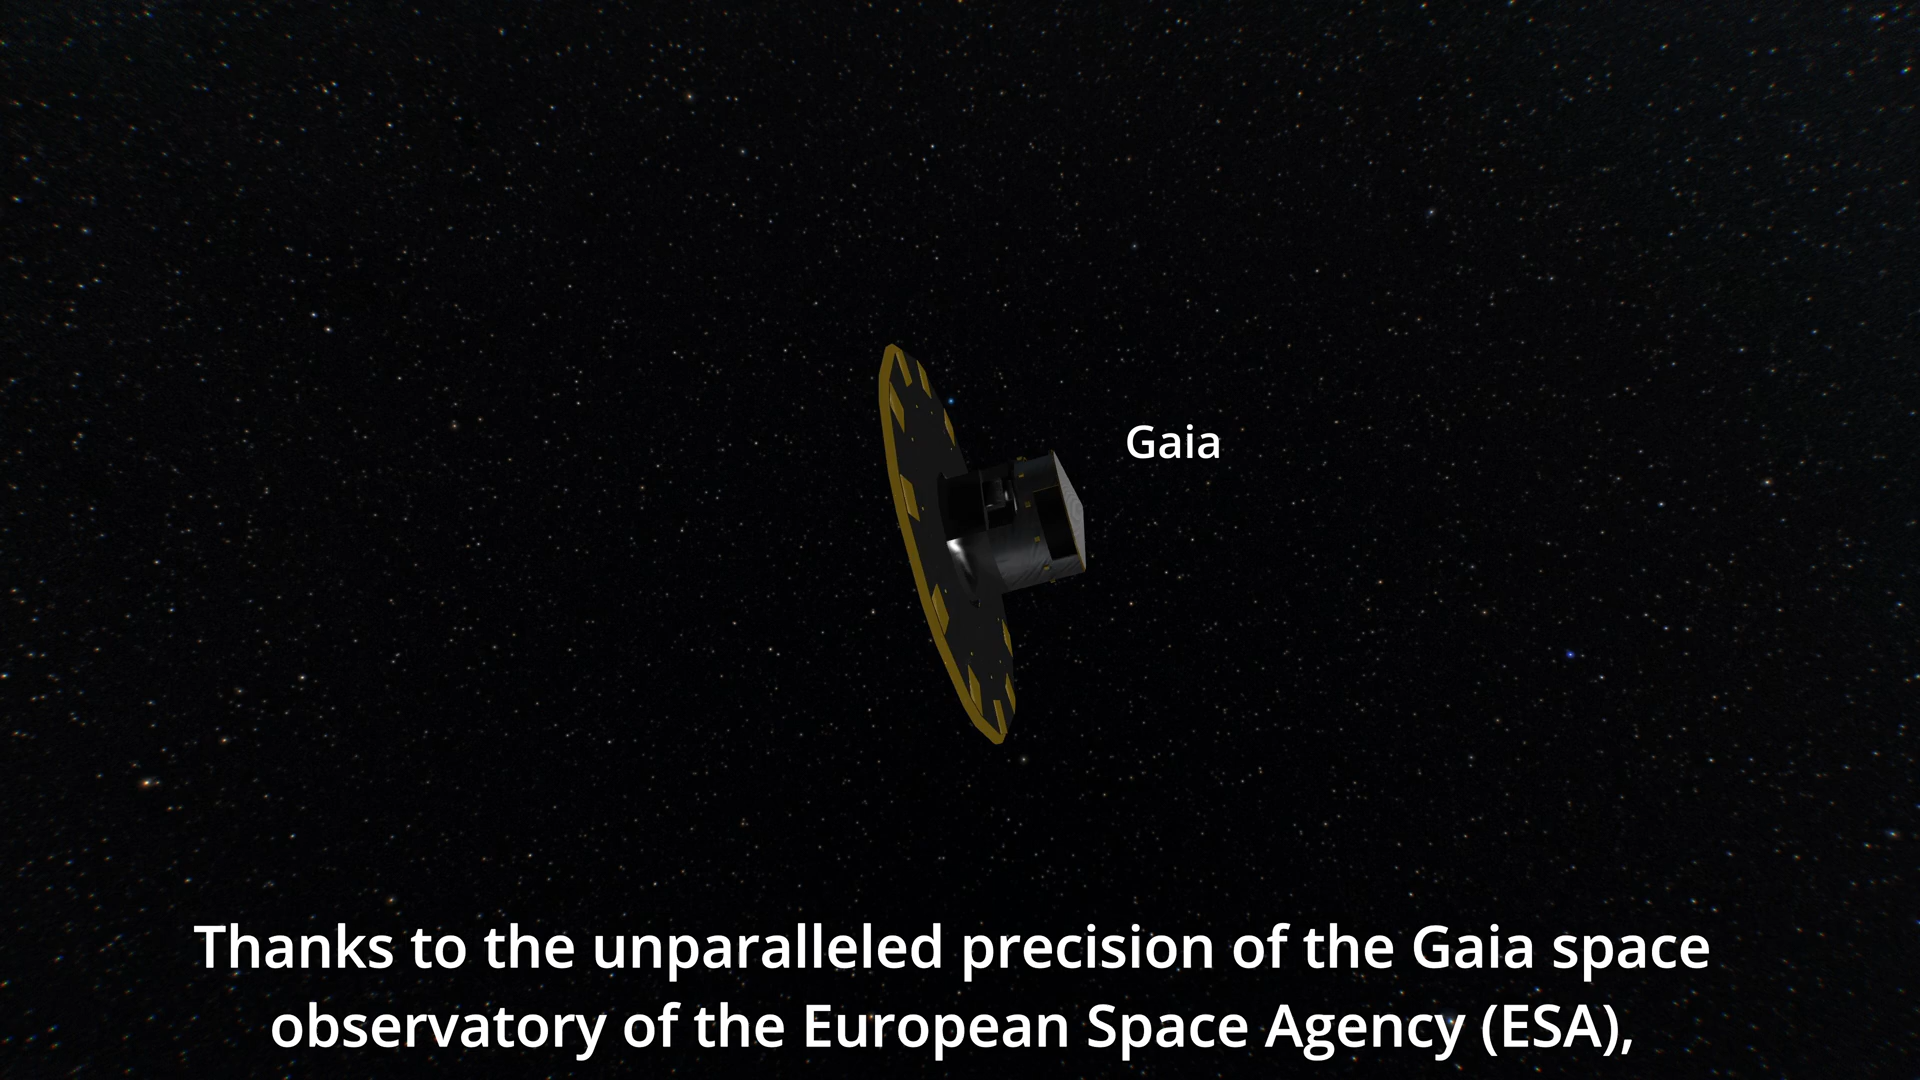 Gaia
Thanks to the unparalleled precision of the Gaia space
observatory of the European Space Agency (ESA),